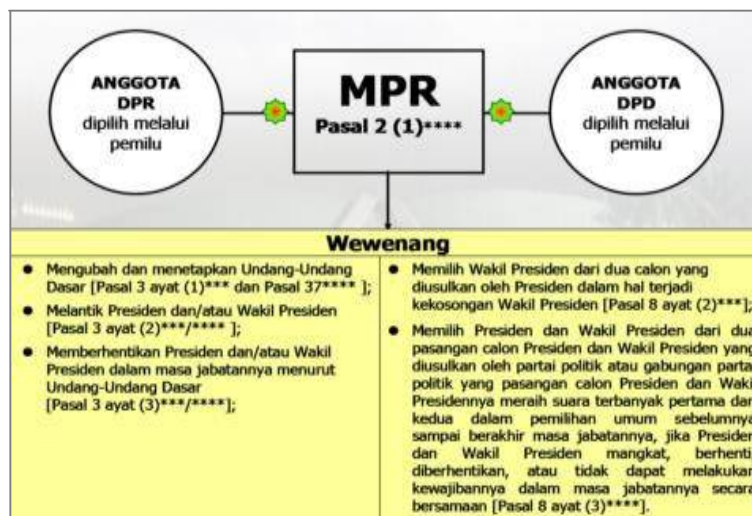 ANGGOTA
DPR
dipilih melalui
pemilu
MPR
Pasal 2 (1)****
ANGGOTA
DPD
dipilih melalui
pemilu
Wewenang
● Mengubah dan menetapkan Undang-Undang
Dasar [Pasal 3 ayat (1)*** dan Pasal 37**** ];
● Melantik Presiden dan/atau Wakil Presiden
[Pasal 3 ayat (2)***/**** ];
● Memberhentikan Presiden dan/atau Wakil
Presiden dalam masa jabatannya menurut
Undang-Undang Dasar
[Pasal 3 ayat (3)***/****];
● Memilih Wakil Presiden dari dua calon yang
diusulkan oleh Presiden dalam hal terjadi
kekosongan Wakil Presiden [Pasal 8 ayat (2)***];
● Memilih Presiden dan Wakil Presiden dari dua
pasangan calon Presiden dan Wakil Presiden yang
diusulkan oleh partai politik atau gabungan partai
politik yang pasangan calon Presiden dan Wakil
Presidennya meraih suara terbanyak pertama dan
kedua dalam pemilihan umum sebelumnya
sampai berakhir masa jabatannya, jika Presiden
dan Wakil Presiden mangkat, berhenti,
diberhentikan, atau tidak dapat melakukan
kewajibannya dalam masa jabatannya secara
bersamaan [Pasal 8 ayat (3)****].